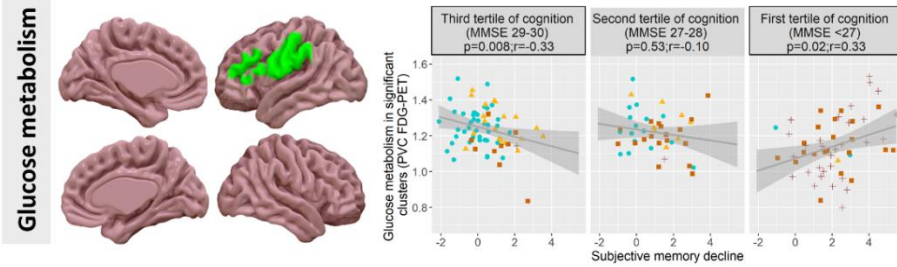 Glucose metabolism
Third tertile of cognition
(MMSE 29-30)
p=0.008;r=-0.33
Second tertile of cognition
(MMSE 27-28)
p=0.53;r=-0.10
First tertile of cognition
(MMSE <27)
p=0.02;r=0.33
Glucose metabolism in significant
clusters (PVC FDG-PET)
1.6
1.4
1.2
1.0
0.8
-2 0 2 4
-2 0 2 4
-2 0 2 4
Subjective memory decline